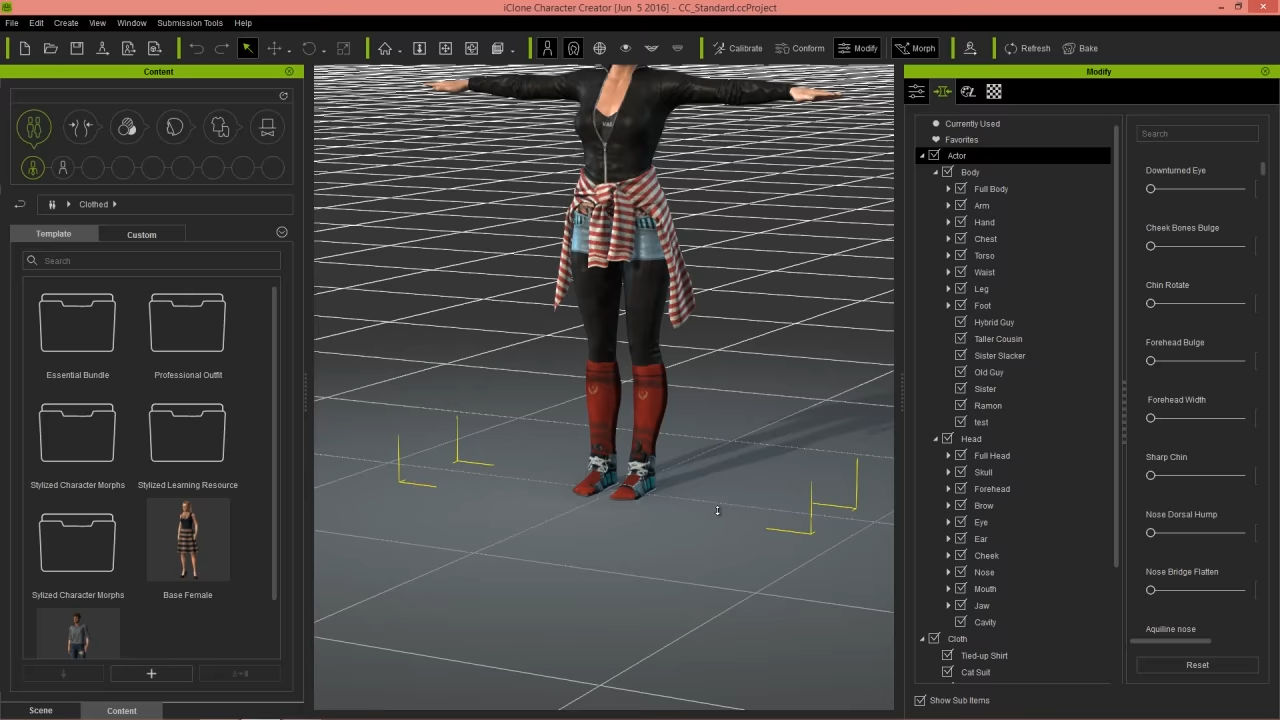 iClone Character Creator [Jun 5 2016] - CC_Standard.ccProject
File Edit Create View Window Submission Tools Help
Calibrate Conform Modify Morph Refresh Bake
Content
Clothed
Template Custom
Search
Essential Bundle Professional Outfit
Stylized Character Morphs Stylized Learning Resource
Sylized Character Morphs Base Female
Scene Content
Modify
Currently Used
Favorites
Actor
Body
Full Body
Arm
Hand
Chest
Torso
Waist
Leg
Foot
Hybrid Guy
Taller Cousin
Sister Slacker
Old Guy
Sister
Ramon
test
Head
Full Head
Skull
Forehead
Brow
Eye
Ear
Cheek
Nose
Mouth
Jaw
Cavity
Cloth
Tied-up Shirt
Cat Suit
Show Sub Items
Search
Downturned Eye
Cheek Bones Bulge
Chin Rotate
Forehead Bulge
Forehead Width
Sharp Chin
Nose Dorsal Hump
Nose Bridge Flatten
Aquiline nose
Reset